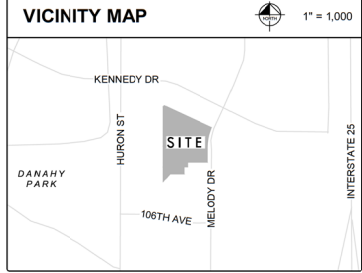 VICINITY MAP
NORTH
1" = 1,000
KENNEDY DR
HURON ST
SITE
DANAHY
PARK
MELODY DR
INTERSTATE 25
106TH AVE